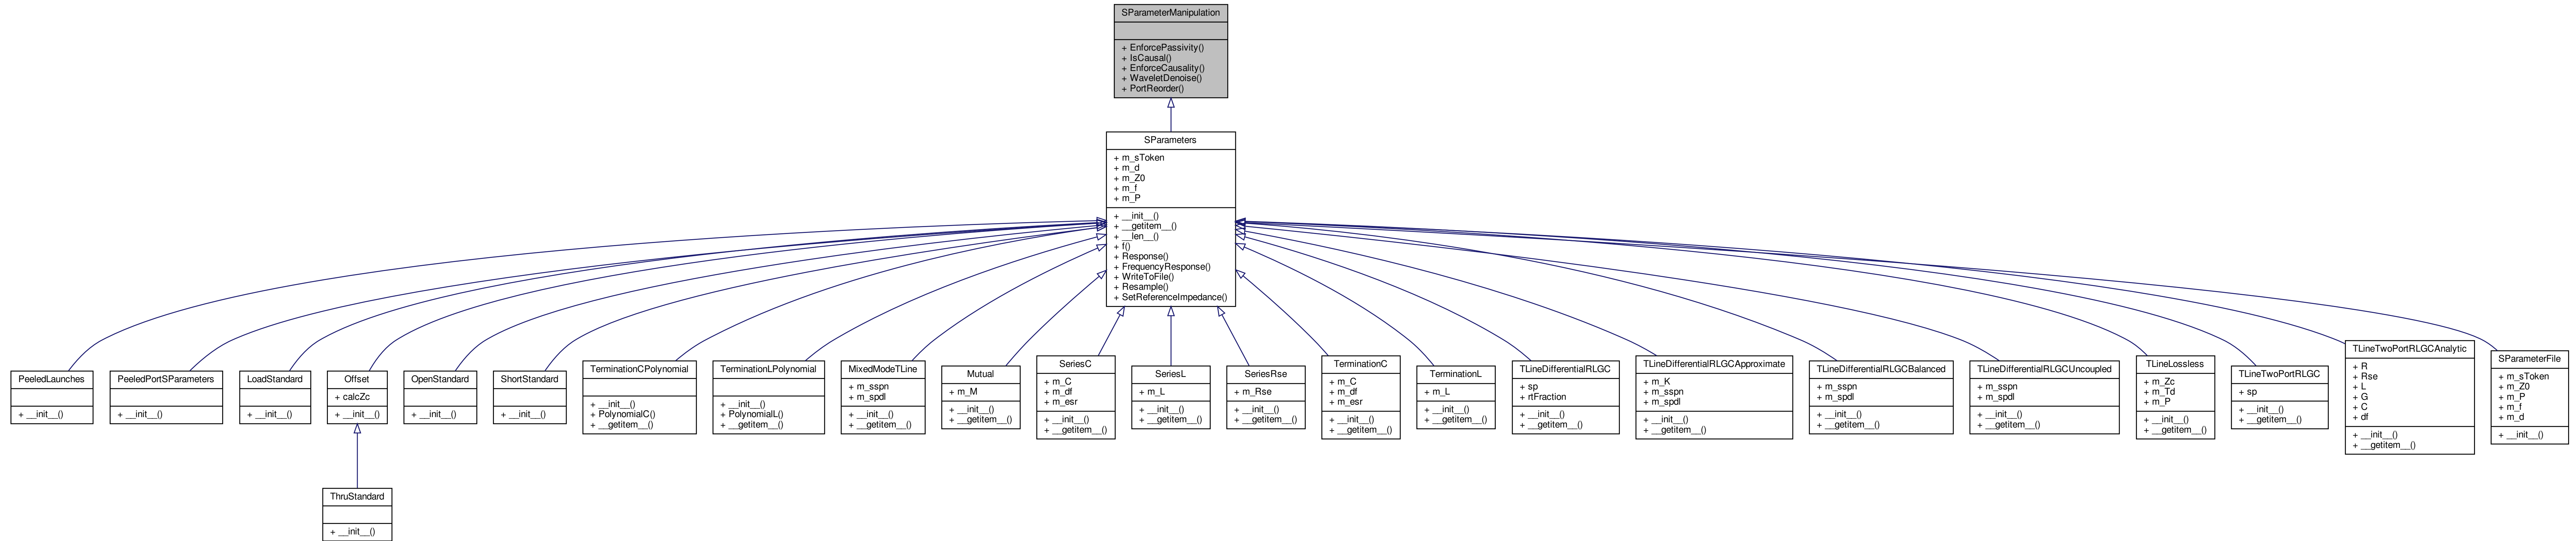 SParameterManipulation
+ EnforcePassivity()
+ IsCausal()
+ EnforceCausality()
+ WaveletDenoise()
+ PortReorder()
SParameters
+ m_sToken
+ m_d
+ m_Z0
+ m_f
+ m_P
+ __init__()
+ __getitem__()
+ __len__()
+ f()
+ Response()
+ FrequencyResponse()
+ WriteToFile()
+ Resample()
+ SetReferenceImpedance()
PeeledLaunches
+ __init__()
PeeledPortSParameters
+ __init__()
LoadStandard
+ __init__()
Offset
+ calcZc
+ __init__()
OpenStandard
+ __init__()
ShortStandard
+ __init__()
TerminationCPolynomial
+ __init__()
+ PolynomialC()
+ __getitem__()
TerminationLPolynomial
+ __init__()
+ PolynomialL()
+ __getitem__()
MixedModeTLine
+ m_sspn
+ m_spdl
+ __init__()
+ __getitem__()
Mutual
+ m_M
+ __init__()
+ __getitem__()
SeriesC
+ m_C
+ m_df
+ m_esr
+ __init__()
+ __getitem__()
SeriesL
+ m_L
+ __init__()
+ __getitem__()
SeriesRse
+ m_Rse
+ __init__()
+ __getitem__()
TerminationC
+ m_C
+ m_df
+ m_esr
+ __init__()
+ __getitem__()
TerminationL
+ m_L
+ __init__()
+ __getitem__()
TLineDifferentialRLGC
+ sp
+ rtFraction
+ __init__()
+ __getitem__()
TLineDifferentialRLGCApproximate
+ m_K
+ m_sspn
+ m_spdl
+ __init__()
+ __getitem__()
TLineDifferentialRLGCBalanced
+ m_sspn
+ m_spdl
+ __init__()
+ __getitem__()
TLineDifferentialRLGCUncoupled
+ m_sspn
+ m_spdl
+ __init__()
+ __getitem__()
TLineLossless
+ m_Zc
+ m_Td
+ m_P
+ __init__()
+ __getitem__()
TLineTwoPortRLGC
+ sp
+ __init__()
+ __getitem__()
TLineTwoPortRLGCAnalytic
+ R
+ Rse
+ L
+ G
+ C
+ df
+ __init__()
+ __getitem__()
SParameterFile
+ m_sToken
+ m_Z0
+ m_P
+ m_f
+ m_d
+ __init__()
ThruStandard
+ __init__()